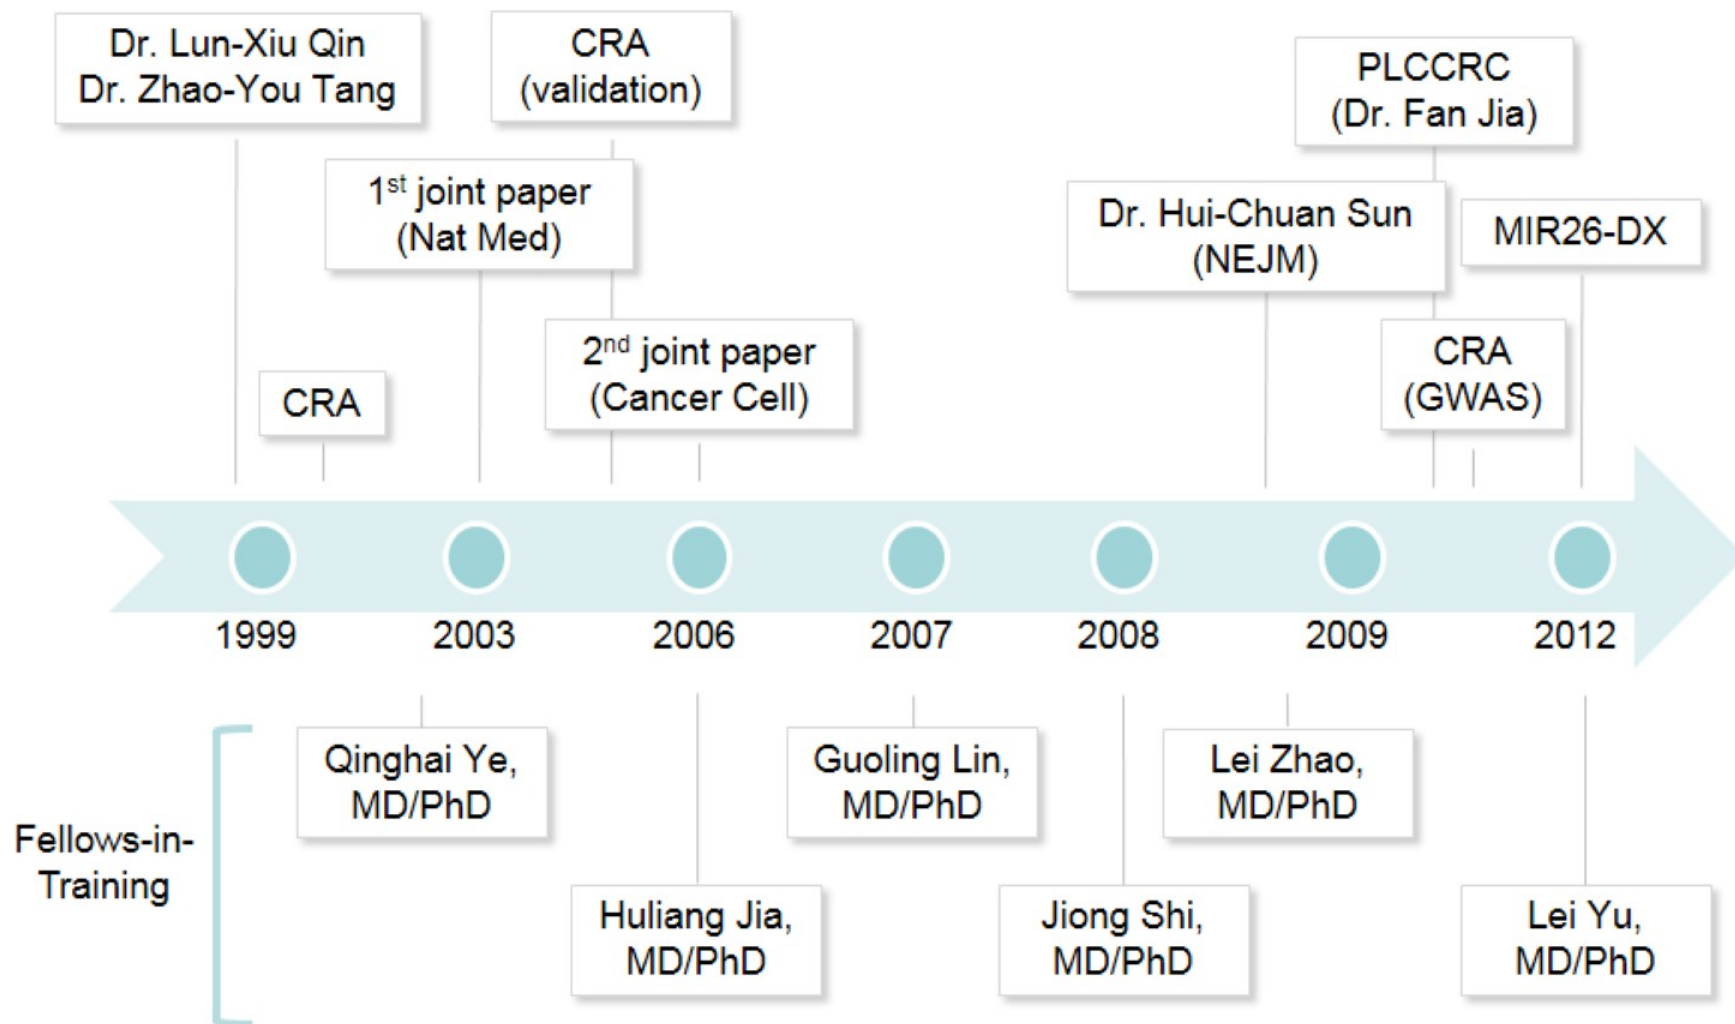 Dr. Lun-Xiu Qin
Dr. Zhao-You Tang
CRA
(validation)
PLCCRC
(Dr. Fan Jia)
1st joint paper
(Nat Med)
Dr. Hui-Chuan Sun
(NEJM)
MIR26-DX
CRA
2nd joint paper
(Cancer Cell)
CRA
(GWAS)
1999
2003
2006
2007
2008
2009
2012
Fellows-in-
Training
Qinghai Ye,
MD/PhD
Guoling Lin,
MD/PhD
Lei Zhao,
MD/PhD
Huliang Jia,
MD/PhD
Jiong Shi,
MD/PhD
Lei Yu,
MD/PhD